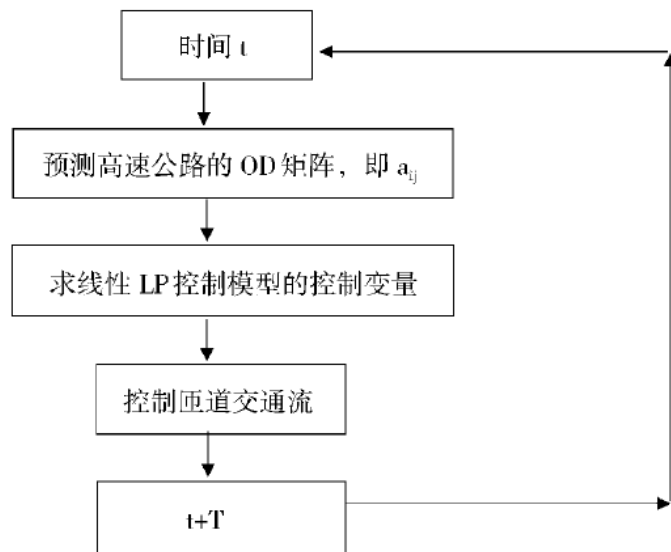 时间 t
预测高速公路的 OD 矩阵，即 aij
求线性 LP 控制模型的控制变量
控制匝道交通流
t+T